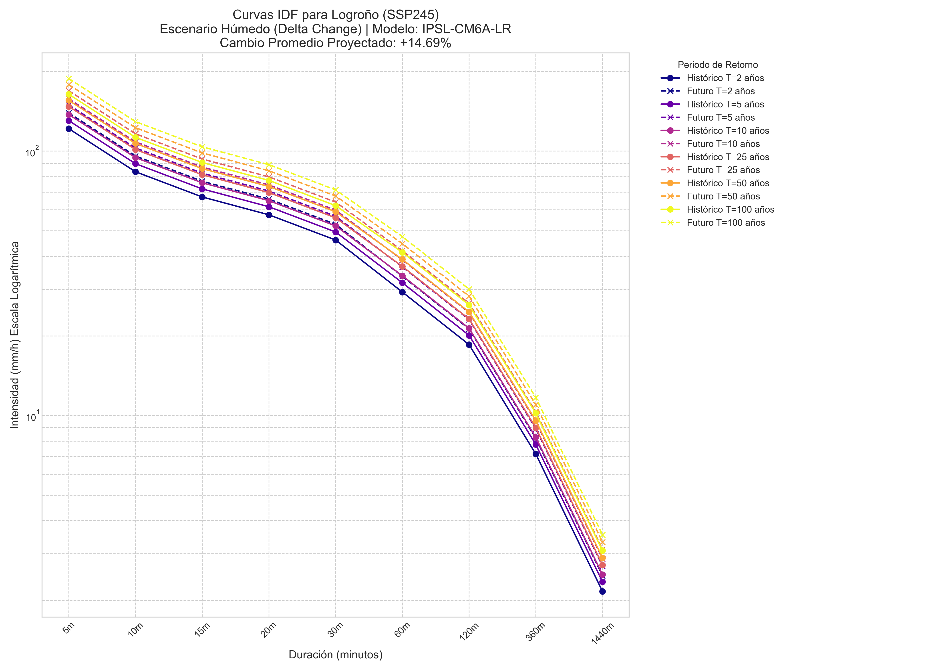 Curvas IDF para Logroño (SSP245)
Escenario Húmedo (Delta Change) | Modelo: IPSL-CM6A-LR
Cambio Promedio Proyectado: +14.69%
Periodo de Retorno
Histórico T=2 años
Futuro T=2 años
Histórico T=5 años
Futuro T=5 años
Histórico T=10 años
Futuro T=10 años
Histórico T=25 años
Futuro T=25 años
Histórico T=50 años
Futuro T=50 años
Histórico T=100 años
Futuro T=100 años
Intensidad (mm/h) Escala Logarítmica
10²
10¹
5m 10m 15m 20m 30m 60m 120m 360m 1440m
Duración (minutos)